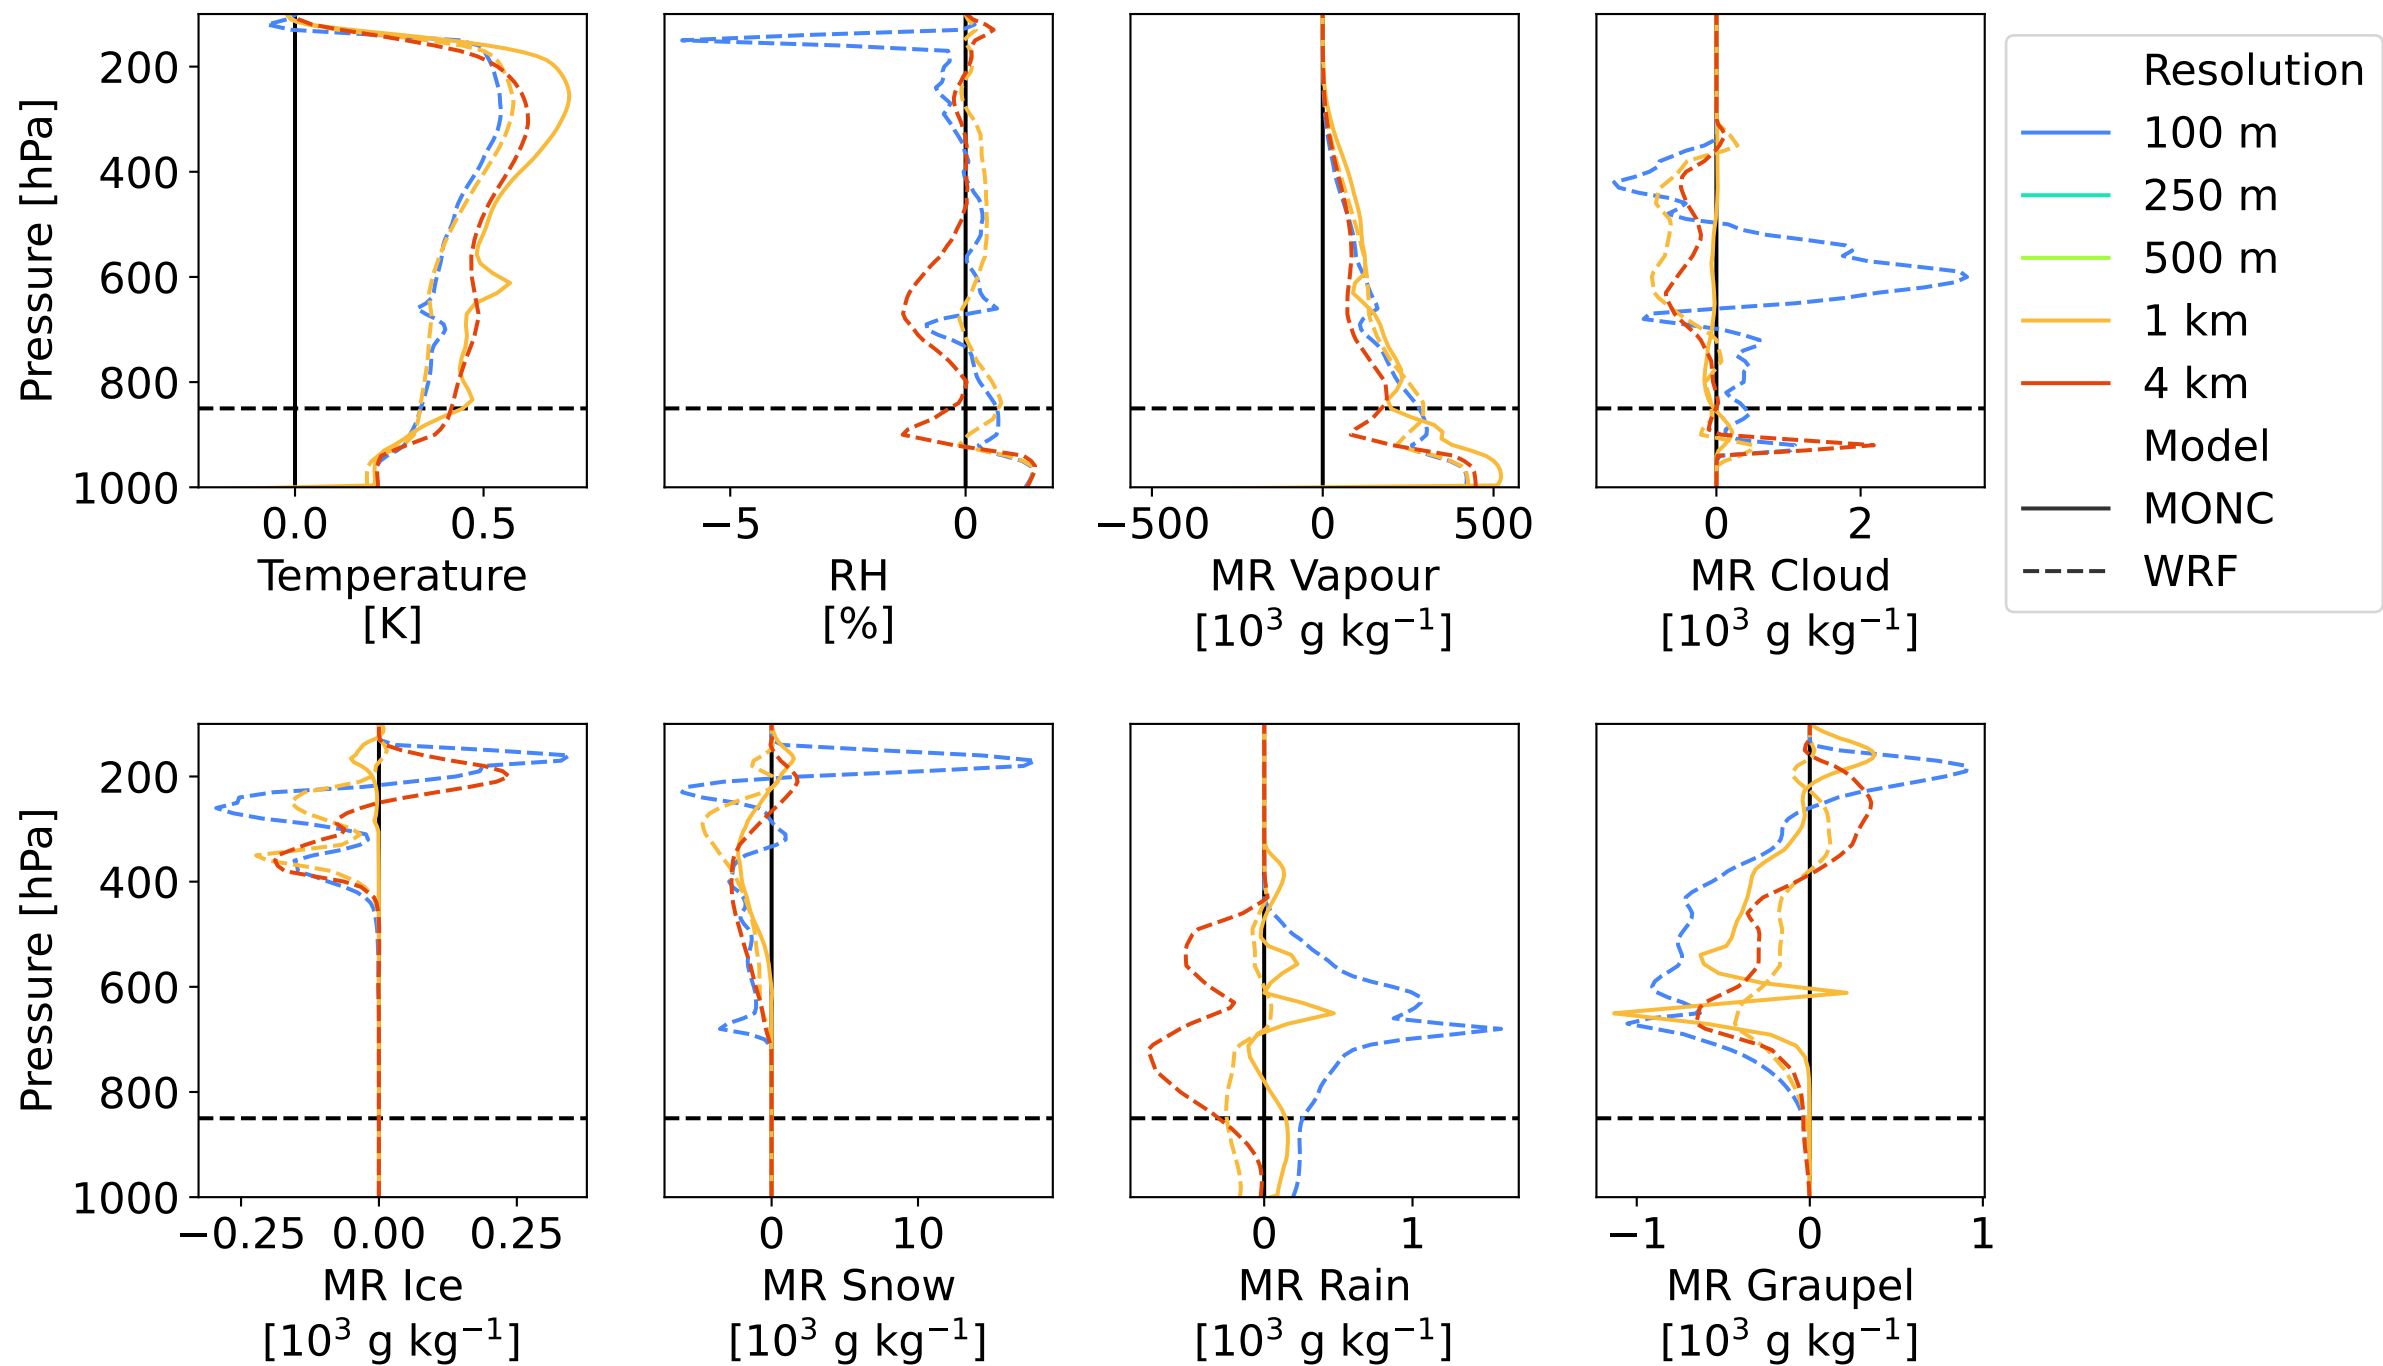 Pressure [hPa]
200
400
600
800
1000
0.0 0.5
Temperature
[K]
−5 0
RH
[%]
−500 0 500
MR Vapour
[10³ g kg⁻¹]
0 2
MR Cloud
[10³ g kg⁻¹]
Resolution
100 m
250 m
500 m
1 km
4 km
Model
MONC
WRF
Pressure [hPa]
200
400
600
800
1000
−0.25 0.00 0.25
MR Ice
[10³ g kg⁻¹]
0 10
MR Snow
[10³ g kg⁻¹]
0 1
MR Rain
[10³ g kg⁻¹]
−1 0 1
MR Graupel
[10³ g kg⁻¹]